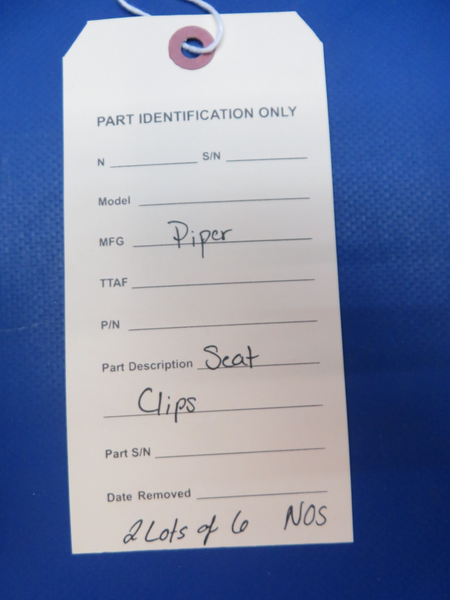 PART IDENTIFICATION ONLY
N S/N
Model
MFG Piper
TTAF
P/N
Part Description Seat
Clips
Part S/N
Date Removed
2 Lots of 6 NOS